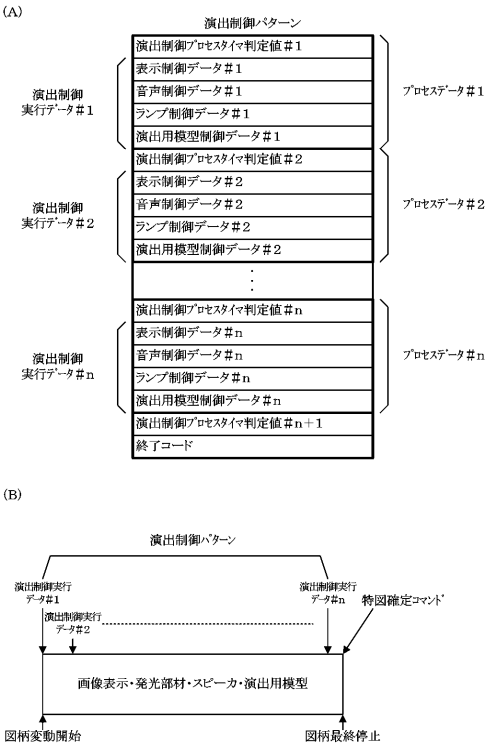 (A)
演出制御パターン
演出制御プロセスタイマ判定値＃1
表示制御データ＃1
音声制御データ＃1
ランプ制御データ＃1
演出用模型制御データ＃1
演出制御
実行データ＃1
プロセスデータ＃1
演出制御プロセスタイマ判定値＃2
表示制御データ＃2
音声制御データ＃2
ランプ制御データ＃2
演出用模型制御データ＃2
演出制御
実行データ＃2
プロセスデータ＃2
演出制御プロセスタイマ判定値＃n
表示制御データ＃n
音声制御データ＃n
ランプ制御データ＃n
演出用模型制御データ＃n
演出制御
実行データ＃n
プロセスデータ＃n
演出制御プロセスタイマ判定値＃n+1
終了コード
(B)
演出制御パターン
演出制御実行
データ＃1
演出制御実行
データ＃2
演出制御実行
データ＃n
特図確定コマンド
画像表示・発光部材・スピーカ・演出用模型
図柄変動開始
図柄最終停止